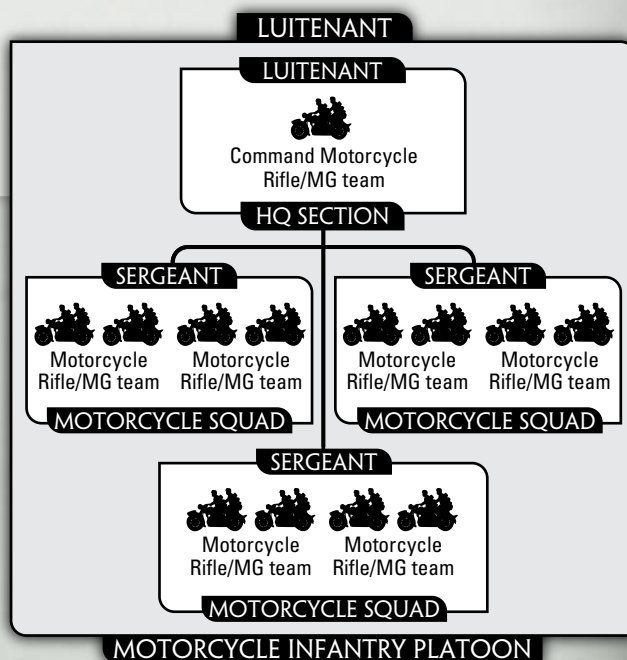 LUITENANT
LUITENANT
Command Motorcycle
Rifle/MG team
HQ SECTION
SERGEANT
Motorcycle
Rifle/MG team
Motorcycle
Rifle/MG team
MOTORCYCLE SQUAD
SERGEANT
Motorcycle
Rifle/MG team
Motorcycle
Rifle/MG team
MOTORCYCLE SQUAD
SERGEANT
Motorcycle
Rifle/MG team
Motorcycle
Rifle/MG team
MOTORCYCLE SQUAD
MOTORCYCLE INFANTRY PLATOON